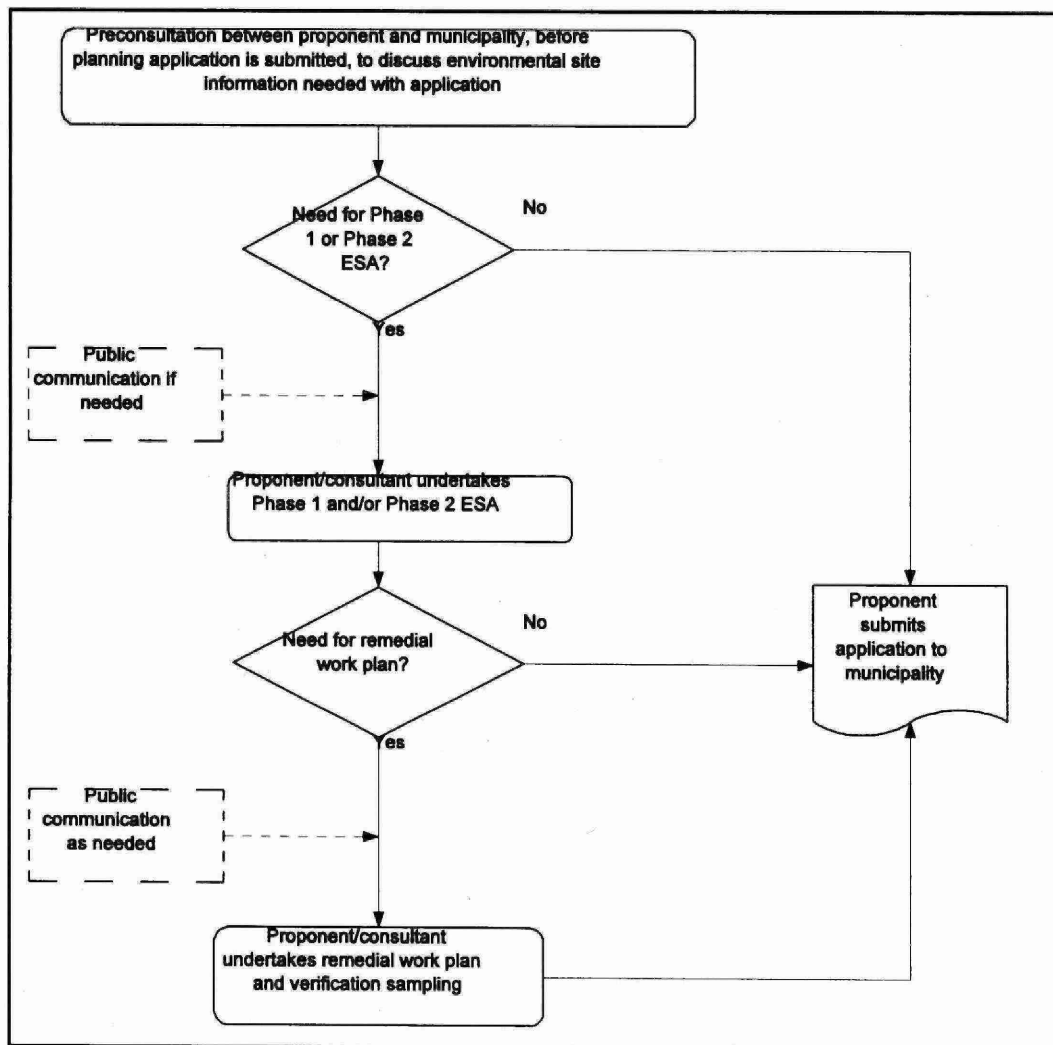 Preconsultation between proponent and municipality, before
planning application is submitted, to discuss environmental site
information needed with application
Need for Phase
1 or Phase 2
ESA?
No
Yes
Public
communication if
needed
Proponent/consultant undertakes
Phase 1 and/or Phase 2 ESA
Need for remedial
work plan?
No
Proponent
submits
application to
municipality
Yes
Public
communication
as needed
Proponent/consultant
undertakes remedial work plan
and verification sampling